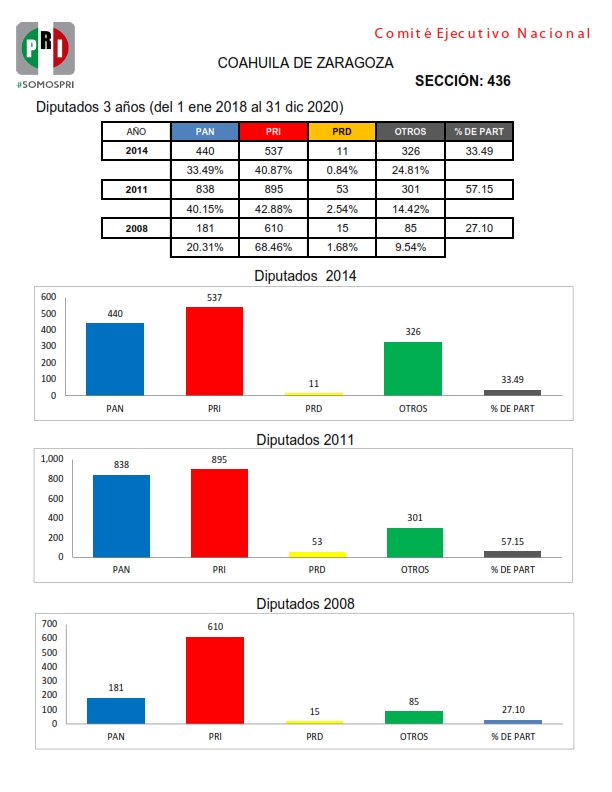 PRI
#SOMOSPRI
Comité Ejecutivo Nacional
COAHUILA DE ZARAGOZA
SECCIÓN: 436
Diputados 3 años (del 1 ene 2018 al 31 dic 2020)
AÑO PAN PRI PRD OTROS % DE PART
2014 440 537 11 326 33.49
33.49% 40.87% 0.84% 24.81%
2011 838 895 53 301 57.15
40.15% 42.88% 2.54% 14.42%
2008 181 610 15 85 27.10
20.31% 68.46% 1.68% 9.54%
Diputados 2014
600
500
400
300
200
100
0
440
537
11
326
33.49
PAN PRI PRD OTROS % DE PART
Diputados 2011
1,000
800
600
400
200
0
838
895
53
301
57.15
PAN PRI PRD OTROS % DE PART
Diputados 2008
700
600
500
400
300
200
100
0
181
610
15
85
27.10
PAN PRI PRD OTROS % DE PART